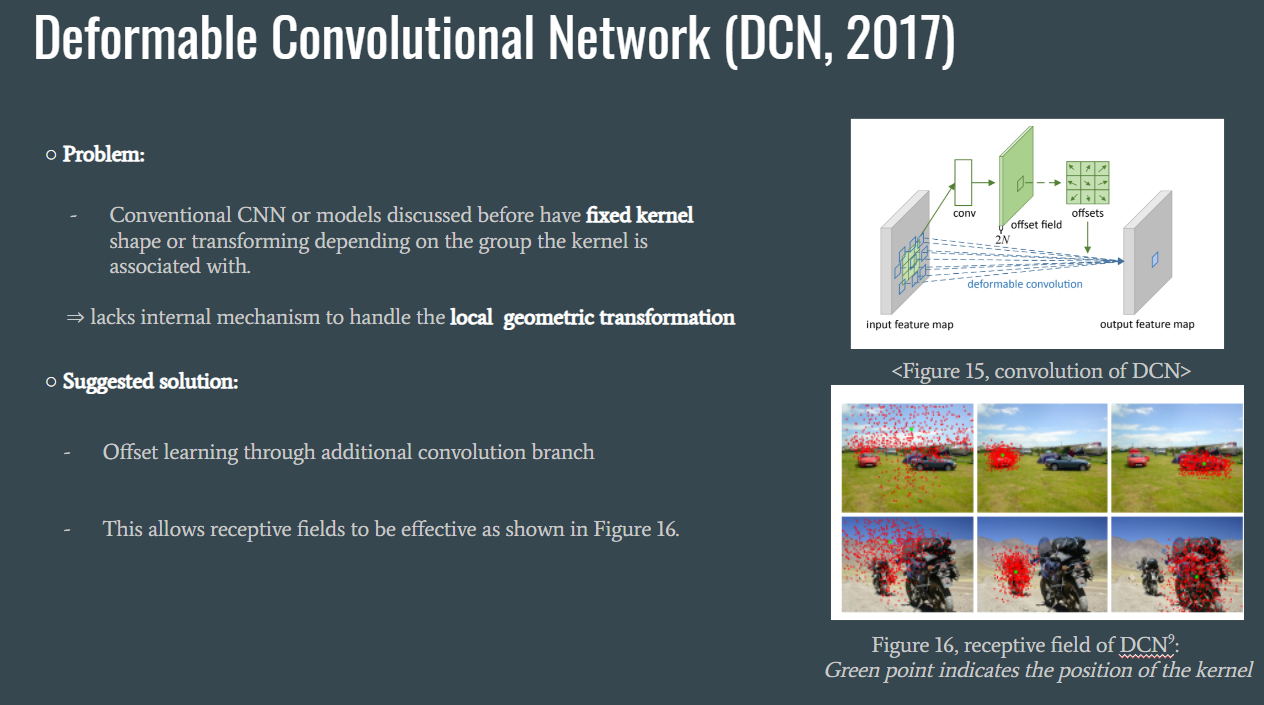 Deformable Convolutional Network (DCN, 2017)
○ Problem:
- Conventional CNN or models discussed before have fixed kernel
shape or transforming depending on the group the kernel is
associated with.
⇒ lacks internal mechanism to handle the local geometric transformation
○ Suggested solution:
- Offset learning through additional convolution branch
- This allows receptive fields to be effective as shown in Figure 16.
conv
offset field
offsets
2N
deformable convolution
input feature map
output feature map
<Figure 15, convolution of DCN>
Figure 16, receptive field of DCN⁹:
Green point indicates the position of the kernel